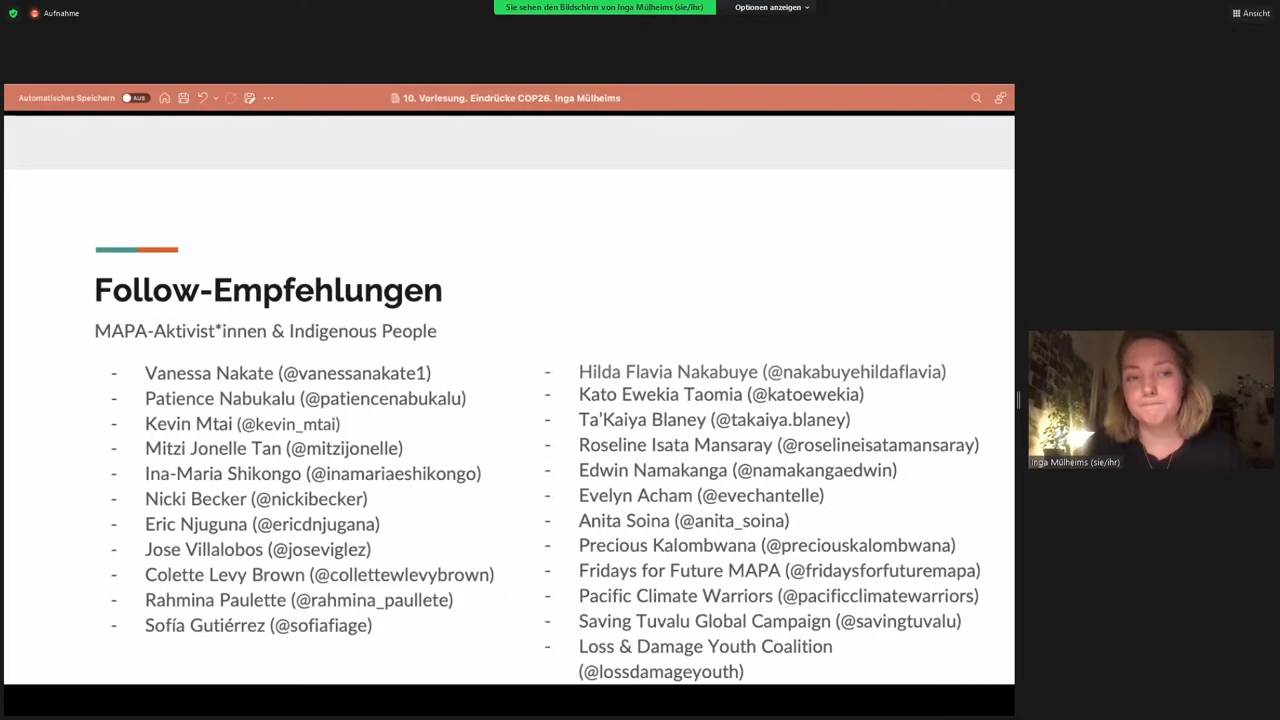 Aufnahme
Sie sehen den Bildschirm von Inga Mülheims (sie/ihr)
Optionen anzeigen
Ansicht
Automatisches Speichern
AUS
10. Vorlesung. Eindrücke COP26. Inga Mülheims
Follow-Empfehlungen
MAPA-Aktivist*innen & Indigenous People
- Vanessa Nakate (@vanessanakate1)
- Patience Nabukalu (@patiencenabukalu)
- Kevin Mtai (@kevin_mtai)
- Mitzi Jonelle Tan (@mitzijonelle)
- Ina-Maria Shikongo (@inamariaeshikongo)
- Nicki Becker (@nickibecker)
- Eric Njuguna (@ericdnjugana)
- Jose Villalobos (@joseviglez)
- Colette Levy Brown (@collettewlevybrown)
- Rahmina Paulette (@rahmina_paullete)
- Sofía Gutiérrez (@sofiafiage)
- Hilda Flavia Nakabuye (@nakabuyehildaflavia)
- Kato Ewekia Taomia (@katoewekia)
- Ta'Kaiya Blaney (@takaiya.blaney)
- Roseline Isata Mansaray (@roselineisatamansaray)
- Edwin Namakanga (@namakangaedwin)
- Evelyn Acham (@evechantelle)
- Anita Soina (@anita_soina)
- Precious Kalombwana (@preciouskalombwana)
- Fridays for Future MAPA (@fridaysforfuturemapa)
- Pacific Climate Warriors (@pacificclimatewarriors)
- Saving Tuvalu Global Campaign (@savingtuvalu)
- Loss & Damage Youth Coalition
(@lossdamageyouth)
Inga Mülheims (sie/ihr)